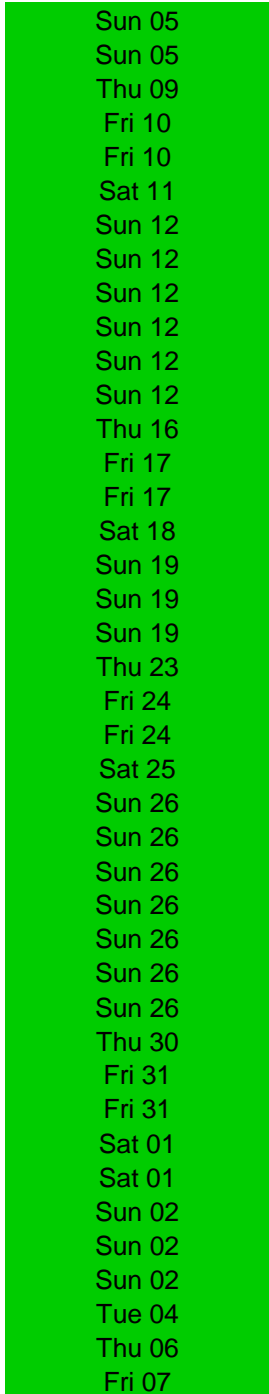 Sun 05
Sun 05
Thu 09
Fri 10
Fri 10
Sat 11
Sun 12
Sun 12
Sun 12
Sun 12
Sun 12
Sun 12
Thu 16
Fri 17
Fri 17
Sat 18
Sun 19
Sun 19
Sun 19
Thu 23
Fri 24
Fri 24
Sat 25
Sun 26
Sun 26
Sun 26
Sun 26
Sun 26
Sun 26
Sun 26
Thu 30
Fri 31
Fri 31
Sat 01
Sat 01
Sun 02
Sun 02
Sun 02
Tue 04
Thu 06
Fri 07